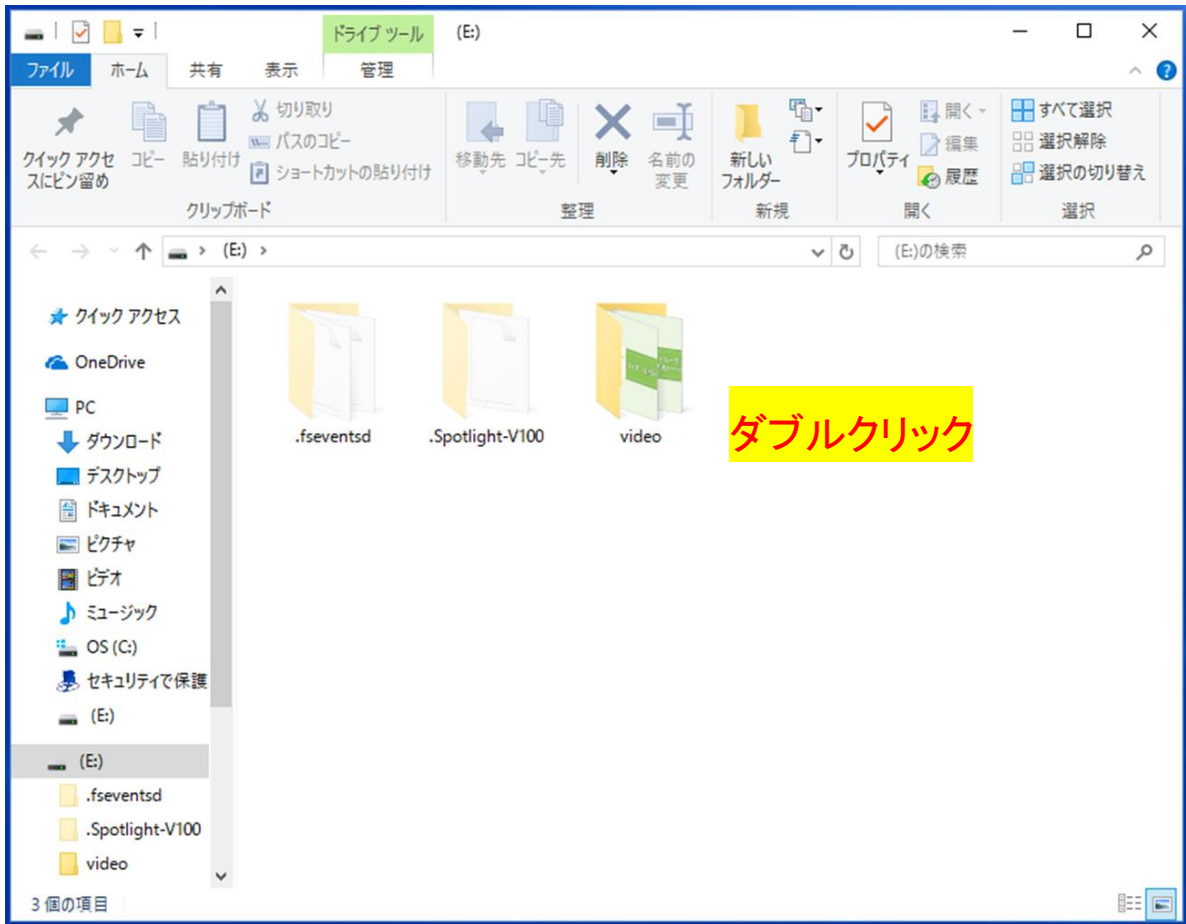 ドライブ ツール (E:)
ファイル ホーム 共有 表示 管理
クイック アクセ
スにピン留め
コピー
貼り付け
切り取り
パスのコピー
ショートカットの貼り付け
クリップボード
移動先 コピー先 削除 名前の
変更
整理
新しい
フォルダー
新規
プロパティ
開く
編集
履歴
開く
すべて選択
選択解除
選択の切り替え
選択
(E:)
(E:)の検索
クイック アクセス
OneDrive
PC
ダウンロード
デスクトップ
ドキュメント
ピクチャ
ビデオ
ミュージック
OS (C:)
セキュリティで保護
(E:)
(E:)
.fseventsd
.Spotlight-V100
video
.fseventsd .Spotlight-V100 video
ダブルクリック
3 個の項目